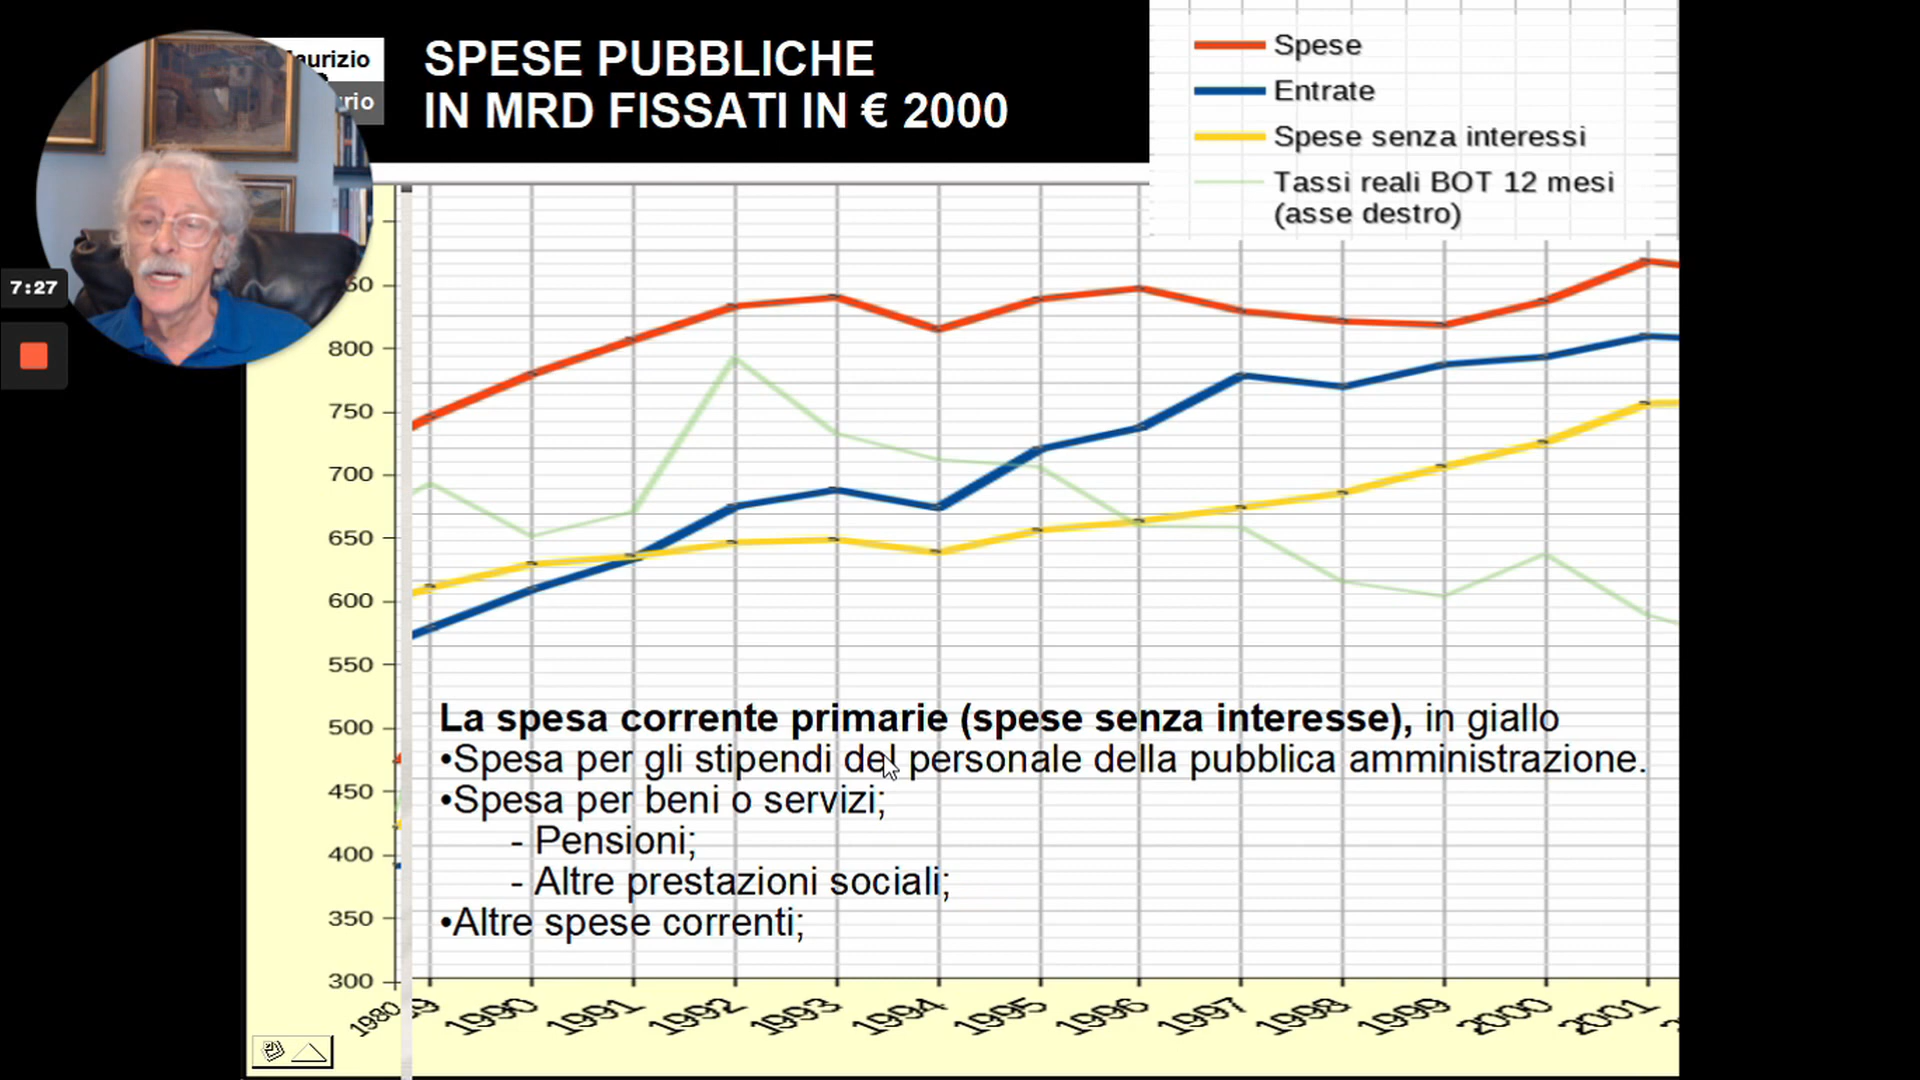 aurizio
SPESE PUBBLICHE
IN MRD FISSATI IN € 2000
Spese
Entrate
Spese senza interessi
Tassi reali BOT 12 mesi
(asse destro)
7:27
800
750
700
650
600
550
500
450
400
350
300
La spesa corrente primarie (spese senza interesse), in giallo
•Spesa per gli stipendi del personale della pubblica amministrazione.
•Spesa per beni o servizi;
- Pensioni;
- Altre prestazioni sociali;
•Altre spese correnti;
1980
1990
1991
1992
1993
1994
1995
1996
1997
1998
1999
2000
2001